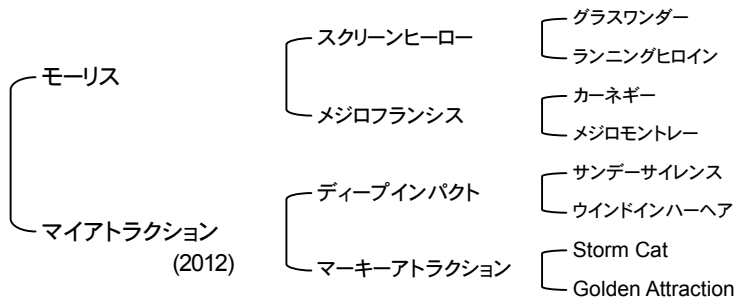 モーリス
マイアトラクション
(2012)
スクリーンヒーロー
メジロフランシス
ディープインパクト
マーキーアトラクション
グラスワンダー
ランニングヒロイン
カーネギー
メジロモントレー
サンデーサイレンス
ウインドインハーヘア
Storm Cat
Golden Attraction